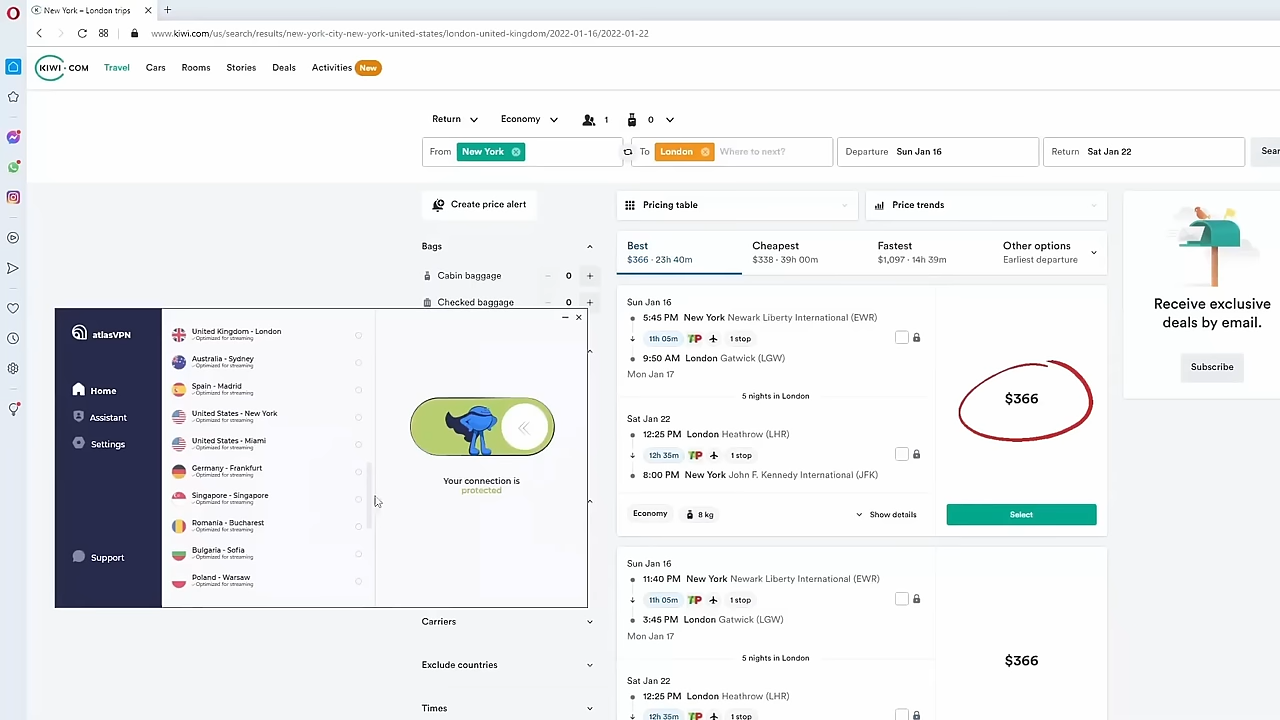 New York – London trips
www.kiwi.com/us/search/results/new-york-city-new-york-united-states/london-united-kingdom/2022-01-16/2022-01-22
KIWI.COM Travel Cars Rooms Stories Deals Activities New
Return Economy 1 0
From New York To London Where to next? Departure Sun Jan 16 Return Sat Jan 22
Create price alert Pricing table Price trends
Bags
Cabin baggage 0 +
Checked baggage 0 +
Best Cheapest Fastest Other options
$366 · 23h 40m $338 · 39h 00m $1,097 · 14h 39m Earliest departure
Sun Jan 16
5:45 PM New York Newark Liberty International (EWR)
11h 05m TP 1 stop
9:50 AM London Gatwick (LGW)
Mon Jan 17
5 nights in London
Sat Jan 22
12:25 PM London Heathrow (LHR)
12h 35m TP 1 stop
8:00 PM New York John F. Kennedy International (JFK)
Economy 8 kg Show details
$366
Select
Receive exclusive
deals by email.
Subscribe
atlasVPN
Home
Assistant
Settings
Support
United Kingdom - London
Optimized for streaming
Australia - Sydney
Optimized for streaming
Spain - Madrid
Optimized for streaming
United States - New York
Optimized for streaming
United States - Miami
Optimized for streaming
Germany - Frankfurt
Optimized for streaming
Singapore - Singapore
Optimized for streaming
Romania - Bucharest
Optimized for streaming
Bulgaria - Sofia
Optimized for streaming
Poland - Warsaw
Optimized for streaming
Your connection is
protected
Carriers
Exclude countries
Times
Sun Jan 16
11:40 PM New York Newark Liberty International (EWR)
11h 05m TP 1 stop
3:45 PM London Gatwick (LGW)
Mon Jan 17
5 nights in London
Sat Jan 22
12:25 PM London Heathrow (LHR)
12h 35m TP 1 stop
$366